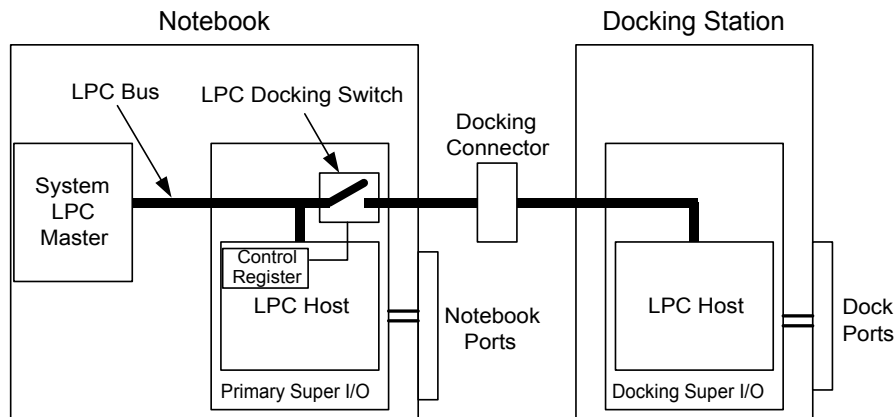 Notebook
Docking Station
LPC Bus
LPC Docking Switch
Docking
Connector
System
LPC
Master
Control
Register
LPC Host
LPC Host
Notebook
Ports
Dock
Ports
Primary Super I/O
Docking Super I/O